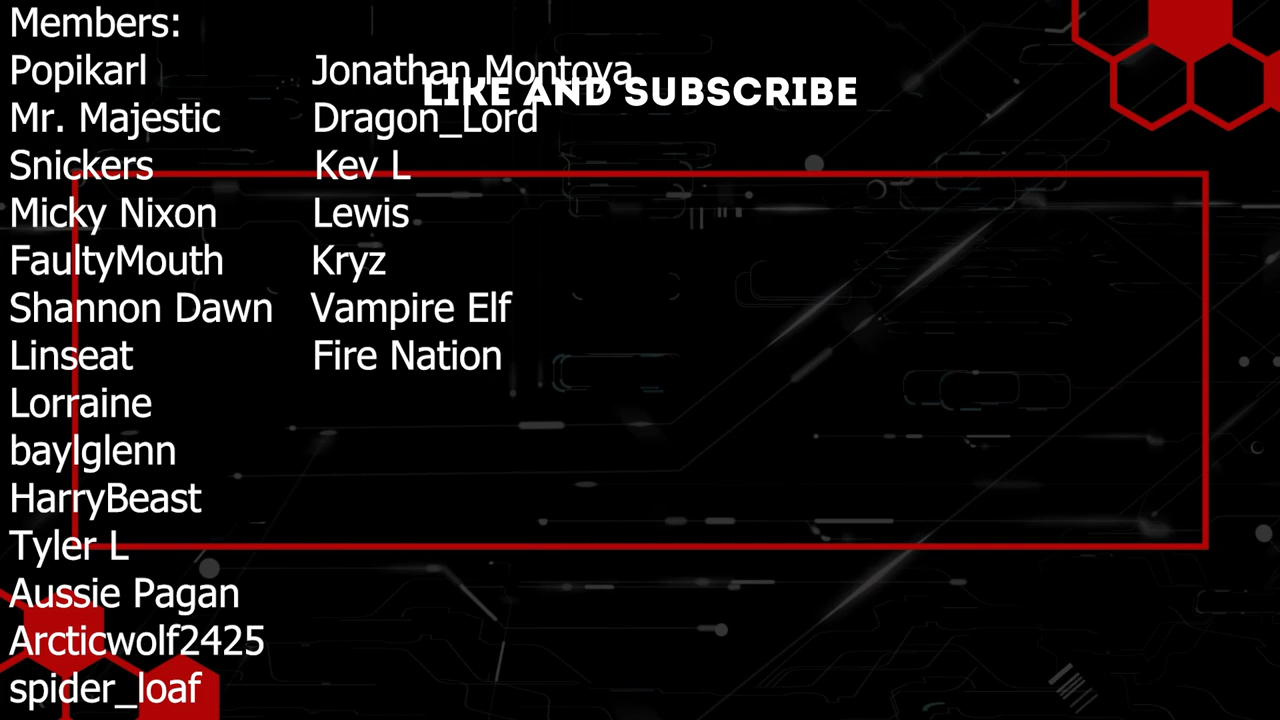 Members:
Popikarl
Mr. Majestic
Snickers
Micky Nixon
FaultyMouth
Shannon Dawn
Linseat
Lorraine
baylglenn
HarryBeast
Tyler L
Aussie Pagan
Arcticwolf2425
spider_loaf
Jonathan Montoya
Dragon_Lord
Kev L
Lewis
Kryz
Vampire Elf
Fire Nation
LIKE AND SUBSCRIBE